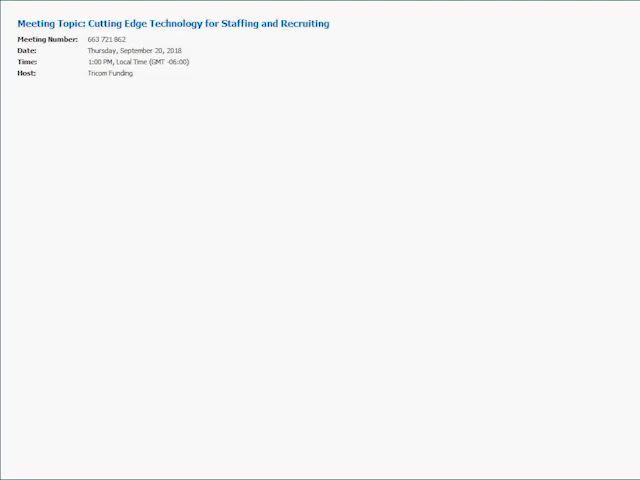 Meeting Topic: Cutting Edge Technology for Staffing and Recruiting
Meeting Number: 663 721 862
Date: Thursday, September 20, 2018
Time: 1:00 PM, Local Time (GMT -06:00)
Host: Tricom Funding